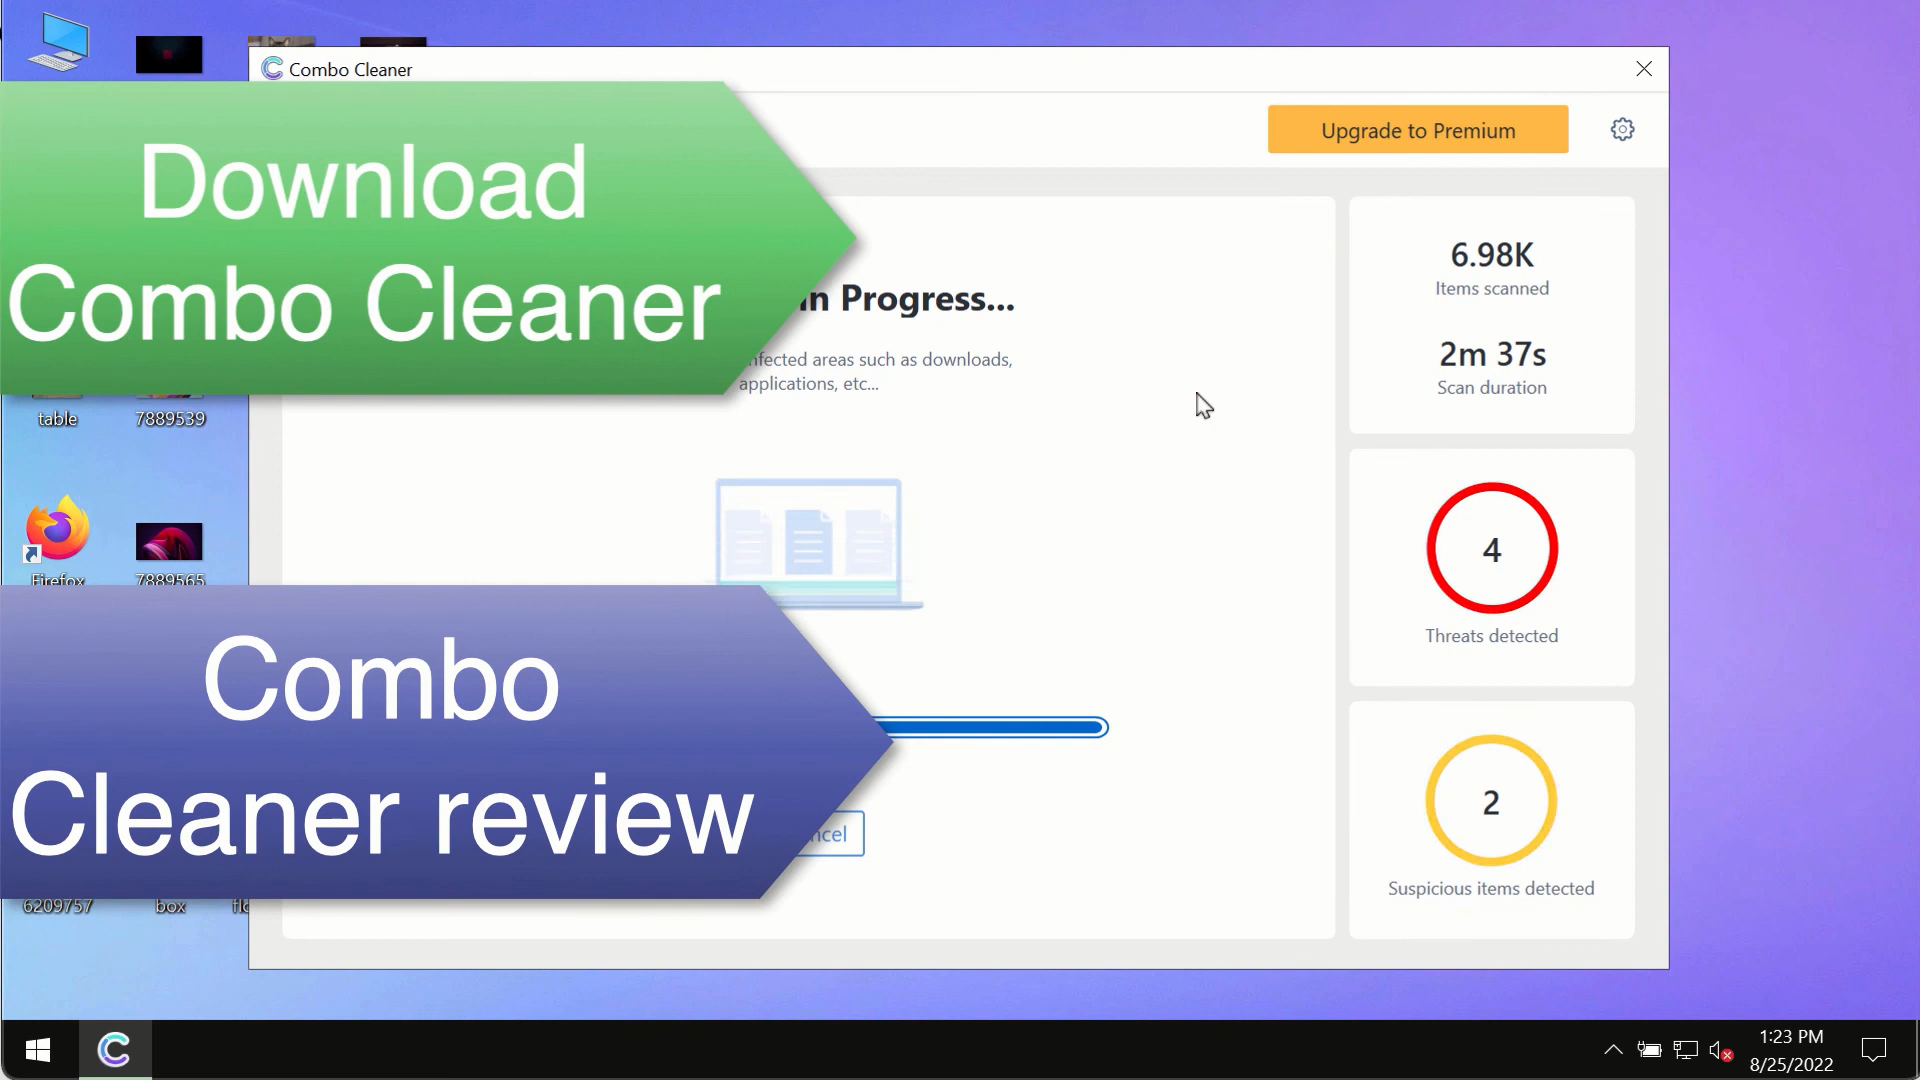 Combo Cleaner
Upgrade to Premium
Download
Combo Cleaner
in Progress...
infected areas such as downloads,
applications, etc...
6.98K
Items scanned
2m 37s
Scan duration
table
7889539
4
Threats detected
Firefox
7889565
Combo
Cleaner review
2
Suspicious items detected
6209757
box
1:23 PM
8/25/2022